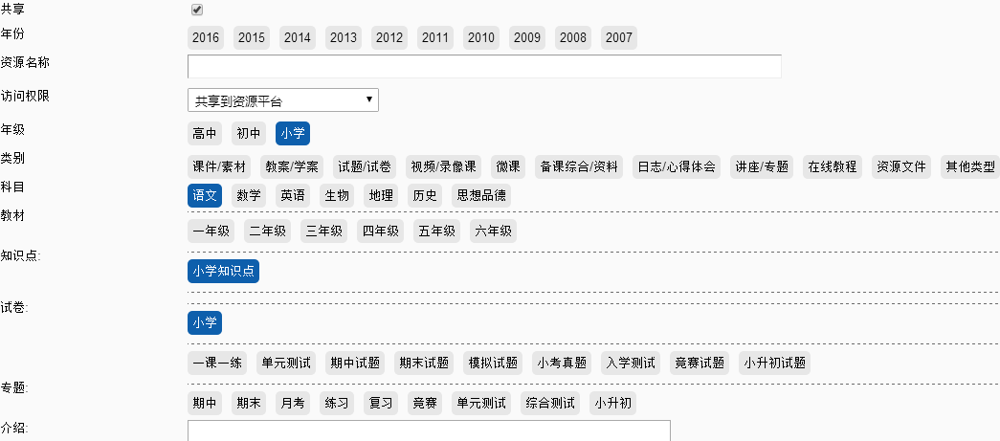 共享
年份 2016 2015 2014 2013 2012 2011 2010 2009 2008 2007
资源名称
访问权限 共享到资源平台
年级 高中 初中 小学
类别 课件/素材 教案/学案 试题/试卷 视频/录像课 微课 备课综合/资料 日志/心得体会 讲座/专题 在线教程 资源文件 其他类型
科目 语文 数学 英语 生物 地理 历史 思想品德
教材 一年级 二年级 三年级 四年级 五年级 六年级
知识点: 小学知识点
试卷: 小学
一课一练 单元测试 期中试题 期末试题 模拟试题 小考真题 入学测试 竞赛试题 小升初试题
专题: 期中 期末 月考 练习 复习 竞赛 单元测试 综合测试 小升初
介绍: